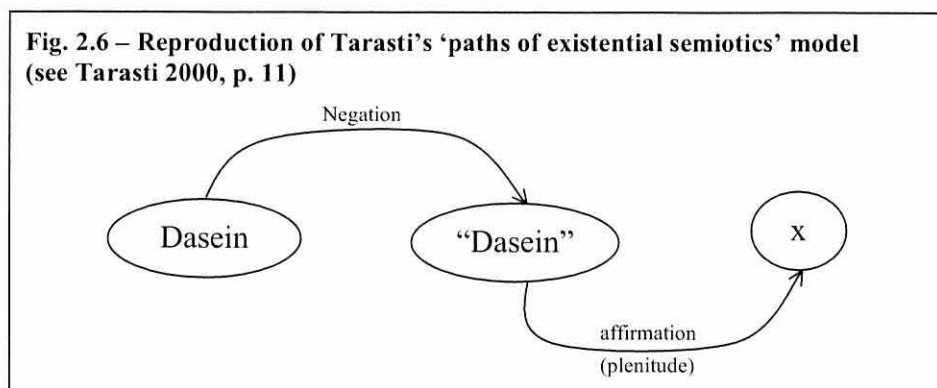 Fig. 2.6 – Reproduction of Tarasti’s ‘paths of existential semiotics’ model
(see Tarasti 2000, p. 11)
Negation
Dasein
“Dasein”
x
affirmation
(plenitude)